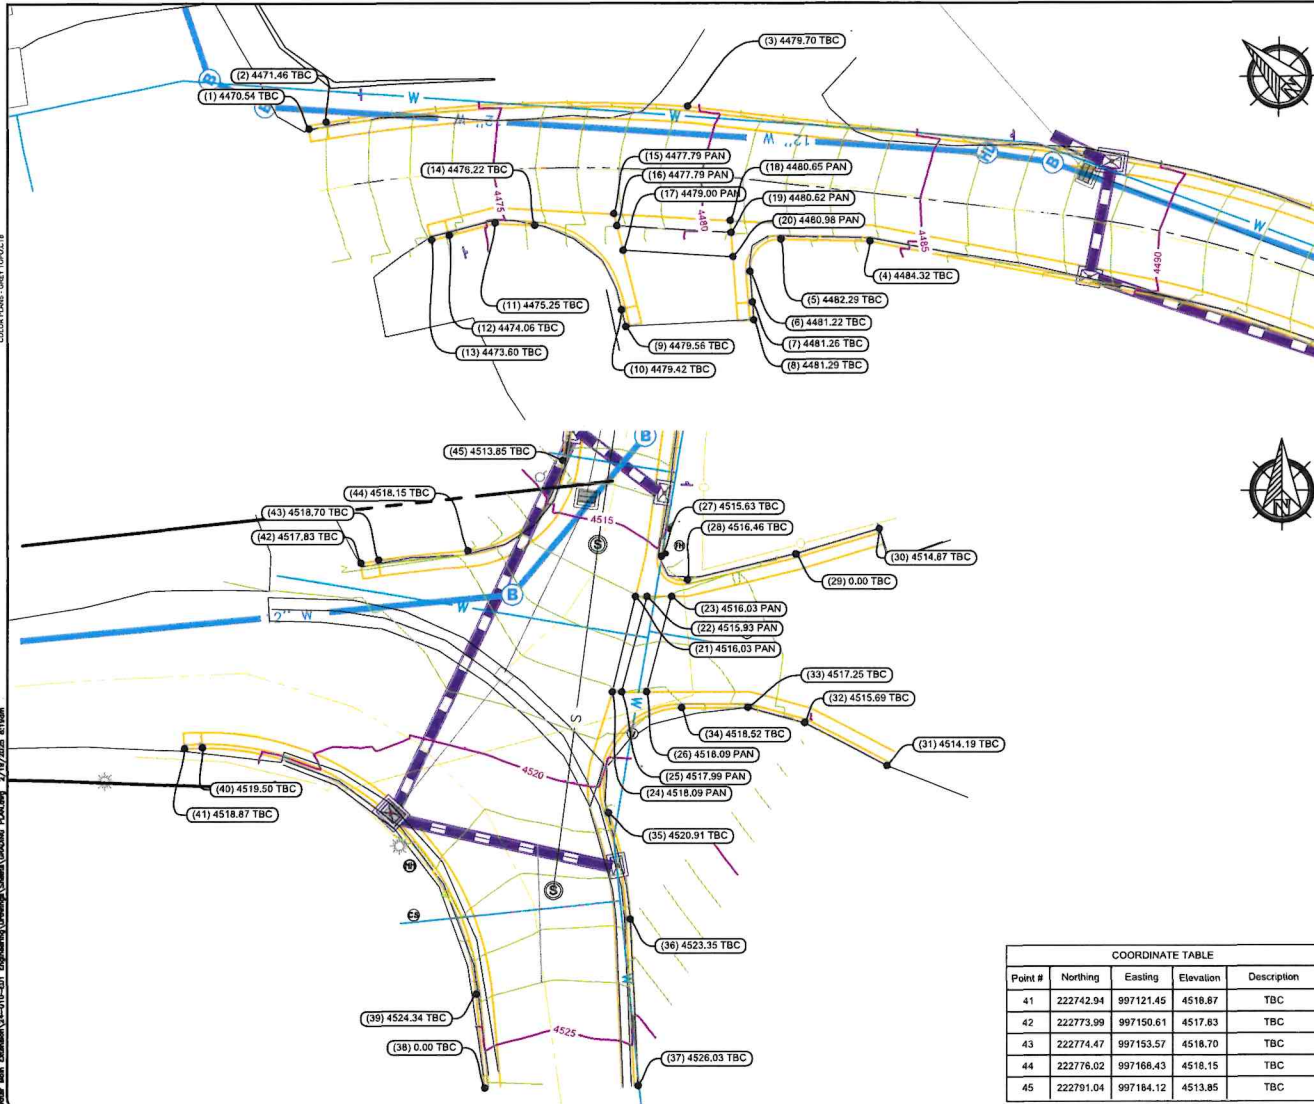 (3) 4479.70 TBC
(2) 4471.46 TBC
(1) 4470.54 TBC
B
W
W
12" W
12" W
HL
B
(15) 4477.79 PAN
(16) 4477.79 PAN
(17) 4479.00 PAN
(14) 4476.22 TBC
(18) 4480.65 PAN
(19) 4480.62 PAN
(20) 4480.98 PAN
4475
4480
4485
4490
W
(4) 4484.32 TBC
(5) 4482.29 TBC
(6) 4481.22 TBC
(7) 4481.26 TBC
(8) 4481.29 TBC
(11) 4475.25 TBC
(12) 4474.06 TBC
(13) 4473.60 TBC
(9) 4479.56 TBC
(10) 4479.42 TBC
N
(45) 4513.85 TBC
B
(44) 4518.15 TBC
(43) 4518.70 TBC
(42) 4517.83 TBC
4515
S
(27) 4515.63 TBC
(28) 4516.46 TBC
FH
(30) 4514.87 TBC
(29) 0.00 TBC
N
B
W
2" W
(23) 4516.03 PAN
(22) 4515.93 PAN
(21) 4516.03 PAN
(33) 4517.25 TBC
(32) 4515.69 TBC
(31) 4514.19 TBC
W
S
(34) 4518.52 TBC
(26) 4518.09 PAN
(25) 4517.99 PAN
(24) 4518.09 PAN
4520
(40) 4519.50 TBC
(41) 4518.87 TBC
(35) 4520.91 TBC
HH
S
CS
(36) 4523.35 TBC
(39) 4524.34 TBC
(38) 0.00 TBC
4525
(37) 4526.03 TBC
COORDINATE TABLE
Point # Northing Easting Elevation Description
41 222742.94 997121.45 4518.87 TBC
42 222773.99 997150.61 4517.83 TBC
43 222774.47 997153.57 4518.70 TBC
44 222776.02 997168.43 4518.15 TBC
45 222791.04 997184.12 4513.85 TBC